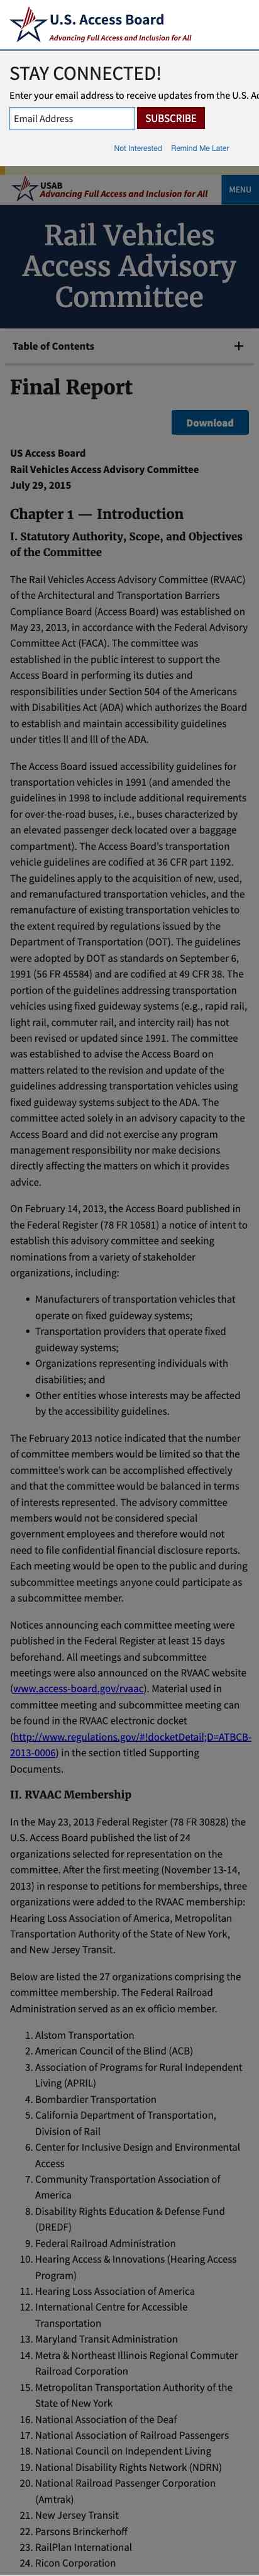 U.S. Access Board
Advancing Full Access and Inclusion for All
STAY CONNECTED!
Enter your email address to receive updates from the U.S. Ac
Email Address
SUBSCRIBE
Not Interested Remind Me Later
USAB
Advancing Full Access and Inclusion for All
MENU
Rail Vehicles
Access Advisory
Committee
Table of Contents +
Final Report
Download
US Access Board
Rail Vehicles Access Advisory Committee
July 29, 2015
Chapter 1 — Introduction
I. Statutory Authority, Scope, and Objectives
of the Committee
The Rail Vehicles Access Advisory Committee (RVAAC)
of the Architectural and Transportation Barriers
Compliance Board (Access Board) was established on
May 23, 2013, in accordance with the Federal Advisory
Committee Act (FACA). The committee was
established in the public interest to support the
Access Board in performing its duties and
responsibilities under Section 504 of the Americans
with Disabilities Act (ADA) which authorizes the Board
to establish and maintain accessibility guidelines
under titles ll and lll of the ADA.
The Access Board issued accessibility guidelines for
transportation vehicles in 1991 (and amended the
guidelines in 1998 to include additional requirements
for over-the-road buses, i.e., buses characterized by
an elevated passenger deck located over a baggage
compartment). The Access Board's transportation
vehicle guidelines are codified at 36 CFR part 1192.
The guidelines apply to the acquisition of new, used,
and remanufactured transportation vehicles, and the
remanufacture of existing transportation vehicles to
the extent required by regulations issued by the
Department of Transportation (DOT). The guidelines
were adopted by DOT as standards on September 6,
1991 (56 FR 45584) and are codified at 49 CFR 38. The
portion of the guidelines addressing transportation
vehicles using fixed guideway systems (e.g., rapid rail,
light rail, commuter rail, and intercity rail) has not
been revised or updated since 1991. The committee
was established to advise the Access Board on
matters related to the revision and update of the
guidelines addressing transportation vehicles using
fixed guideway systems subject to the ADA. The
committee acted solely in an advisory capacity to the
Access Board and did not exercise any program
management responsibility nor make decisions
directly affecting the matters on which it provides
advice.
On February 14, 2013, the Access Board published in
the Federal Register (78 FR 10581) a notice of intent to
establish this advisory committee and seeking
nominations from a variety of stakeholder
organizations, including:
• Manufacturers of transportation vehicles that
operate on fixed guideway systems;
• Transportation providers that operate fixed
guideway systems;
• Organizations representing individuals with
disabilities; and
• Other entities whose interests may be affected
by the accessibility guidelines.
The February 2013 notice indicated that the number
of committee members would be limited so that the
committee's work can be accomplished effectively
and that the committee would be balanced in terms
of interests represented. The advisory committee
members would not be considered special
government employees and therefore would not
need to file confidential financial disclosure reports.
Each meeting would be open to the public and during
subcommittee meetings anyone could participate as
a subcommittee member.
Notices announcing each committee meeting were
published in the Federal Register at least 15 days
beforehand. All meetings and subcommittee
meetings were also announced on the RVAAC website
(www.access-board.gov/rvaac). Material used in
committee meeting and subcommittee meeting can
be found in the RVAAC electronic docket
(http://www.regulations.gov/#!docketDetail;D=ATBCB-
2013-0006) in the section titled Supporting
Documents.
II. RVAAC Membership
In the May 23, 2013 Federal Register (78 FR 30828) the
U.S. Access Board published the list of 24
organizations selected for representation on the
committee. After the first meeting (November 13-14,
2013) in response to petitions for memberships, three
organizations were added to the RVAAC membership:
Hearing Loss Association of America, Metropolitan
Transportation Authority of the State of New York,
and New Jersey Transit.
Below are listed the 27 organizations comprising the
committee membership. The Federal Railroad
Administration served as an ex officio member.
1. Alstom Transportation
2. American Council of the Blind (ACB)
3. Association of Programs for Rural Independent
Living (APRIL)
4. Bombardier Transportation
5. California Department of Transportation,
Division of Rail
6. Center for Inclusive Design and Environmental
Access
7. Community Transportation Association of
America
8. Disability Rights Education & Defense Fund
(DREDF)
9. Federal Railroad Administration
10. Hearing Access & Innovations (Hearing Access
Program)
11. Hearing Loss Association of America
12. International Centre for Accessible
Transportation
13. Maryland Transit Administration
14. Metra & Northeast Illinois Regional Commuter
Railroad Corporation
15. Metropolitan Transportation Authority of the
State of New York
16. National Association of the Deaf
17. National Association of Railroad Passengers
18. National Council on Independent Living
19. National Disability Rights Network (NDRN)
20. National Railroad Passenger Corporation
(Amtrak)
21. New Jersey Transit
22. Parsons Brinckerhoff
23. RailPlan International
24. Ricon Corporation